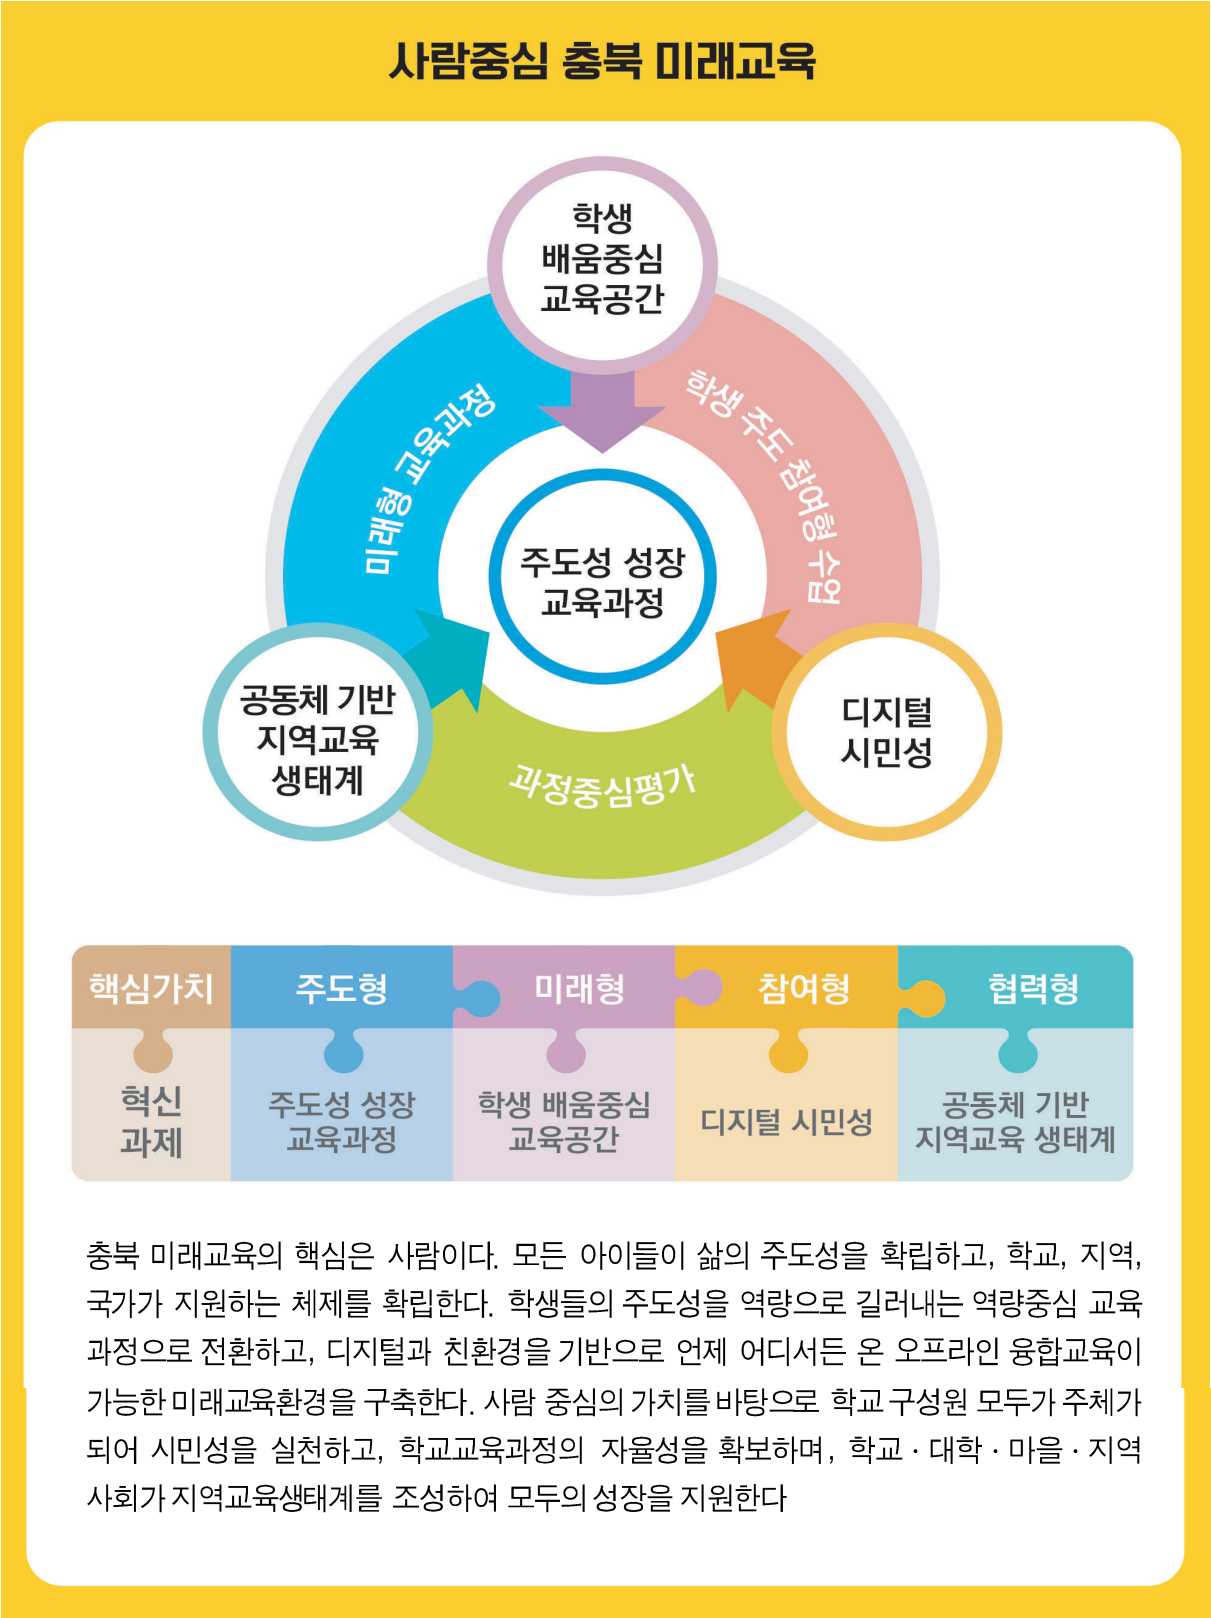 사람중심 충북 미래교육
학생
배움중심
교육공간
미래형 교육과정
학생 주도 참여형 수업
주도성 성장
교육과정
공동체 기반
지역교육
생태계
디지털
시민성
과정중심평가
핵심가치 주도형 미래형 참여형 협력형
혁신
과제
주도성 성장
교육과정
학생 배움중심
교육공간
디지털 시민성
공동체 기반
지역교육 생태계
충북 미래교육의 핵심은 사람이다. 모든 아이들이 삶의 주도성을 확립하고, 학교, 지역,
국가가 지원하는 체제를 확립한다. 학생들의 주도성을 역량으로 길러내는 역량중심 교육
과정으로 전환하고, 디지털과 친환경을 기반으로 언제 어디서든 온 오프라인 융합교육이
가능한 미래교육환경을 구축한다. 사람 중심의 가치를 바탕으로 학교 구성원 모두가 주체가
되어 시민성을 실천하고, 학교교육과정의 자율성을 확보하며, 학교 · 대학 · 마을 · 지역
사회가 지역교육생태계를 조성하여 모두의 성장을 지원한다